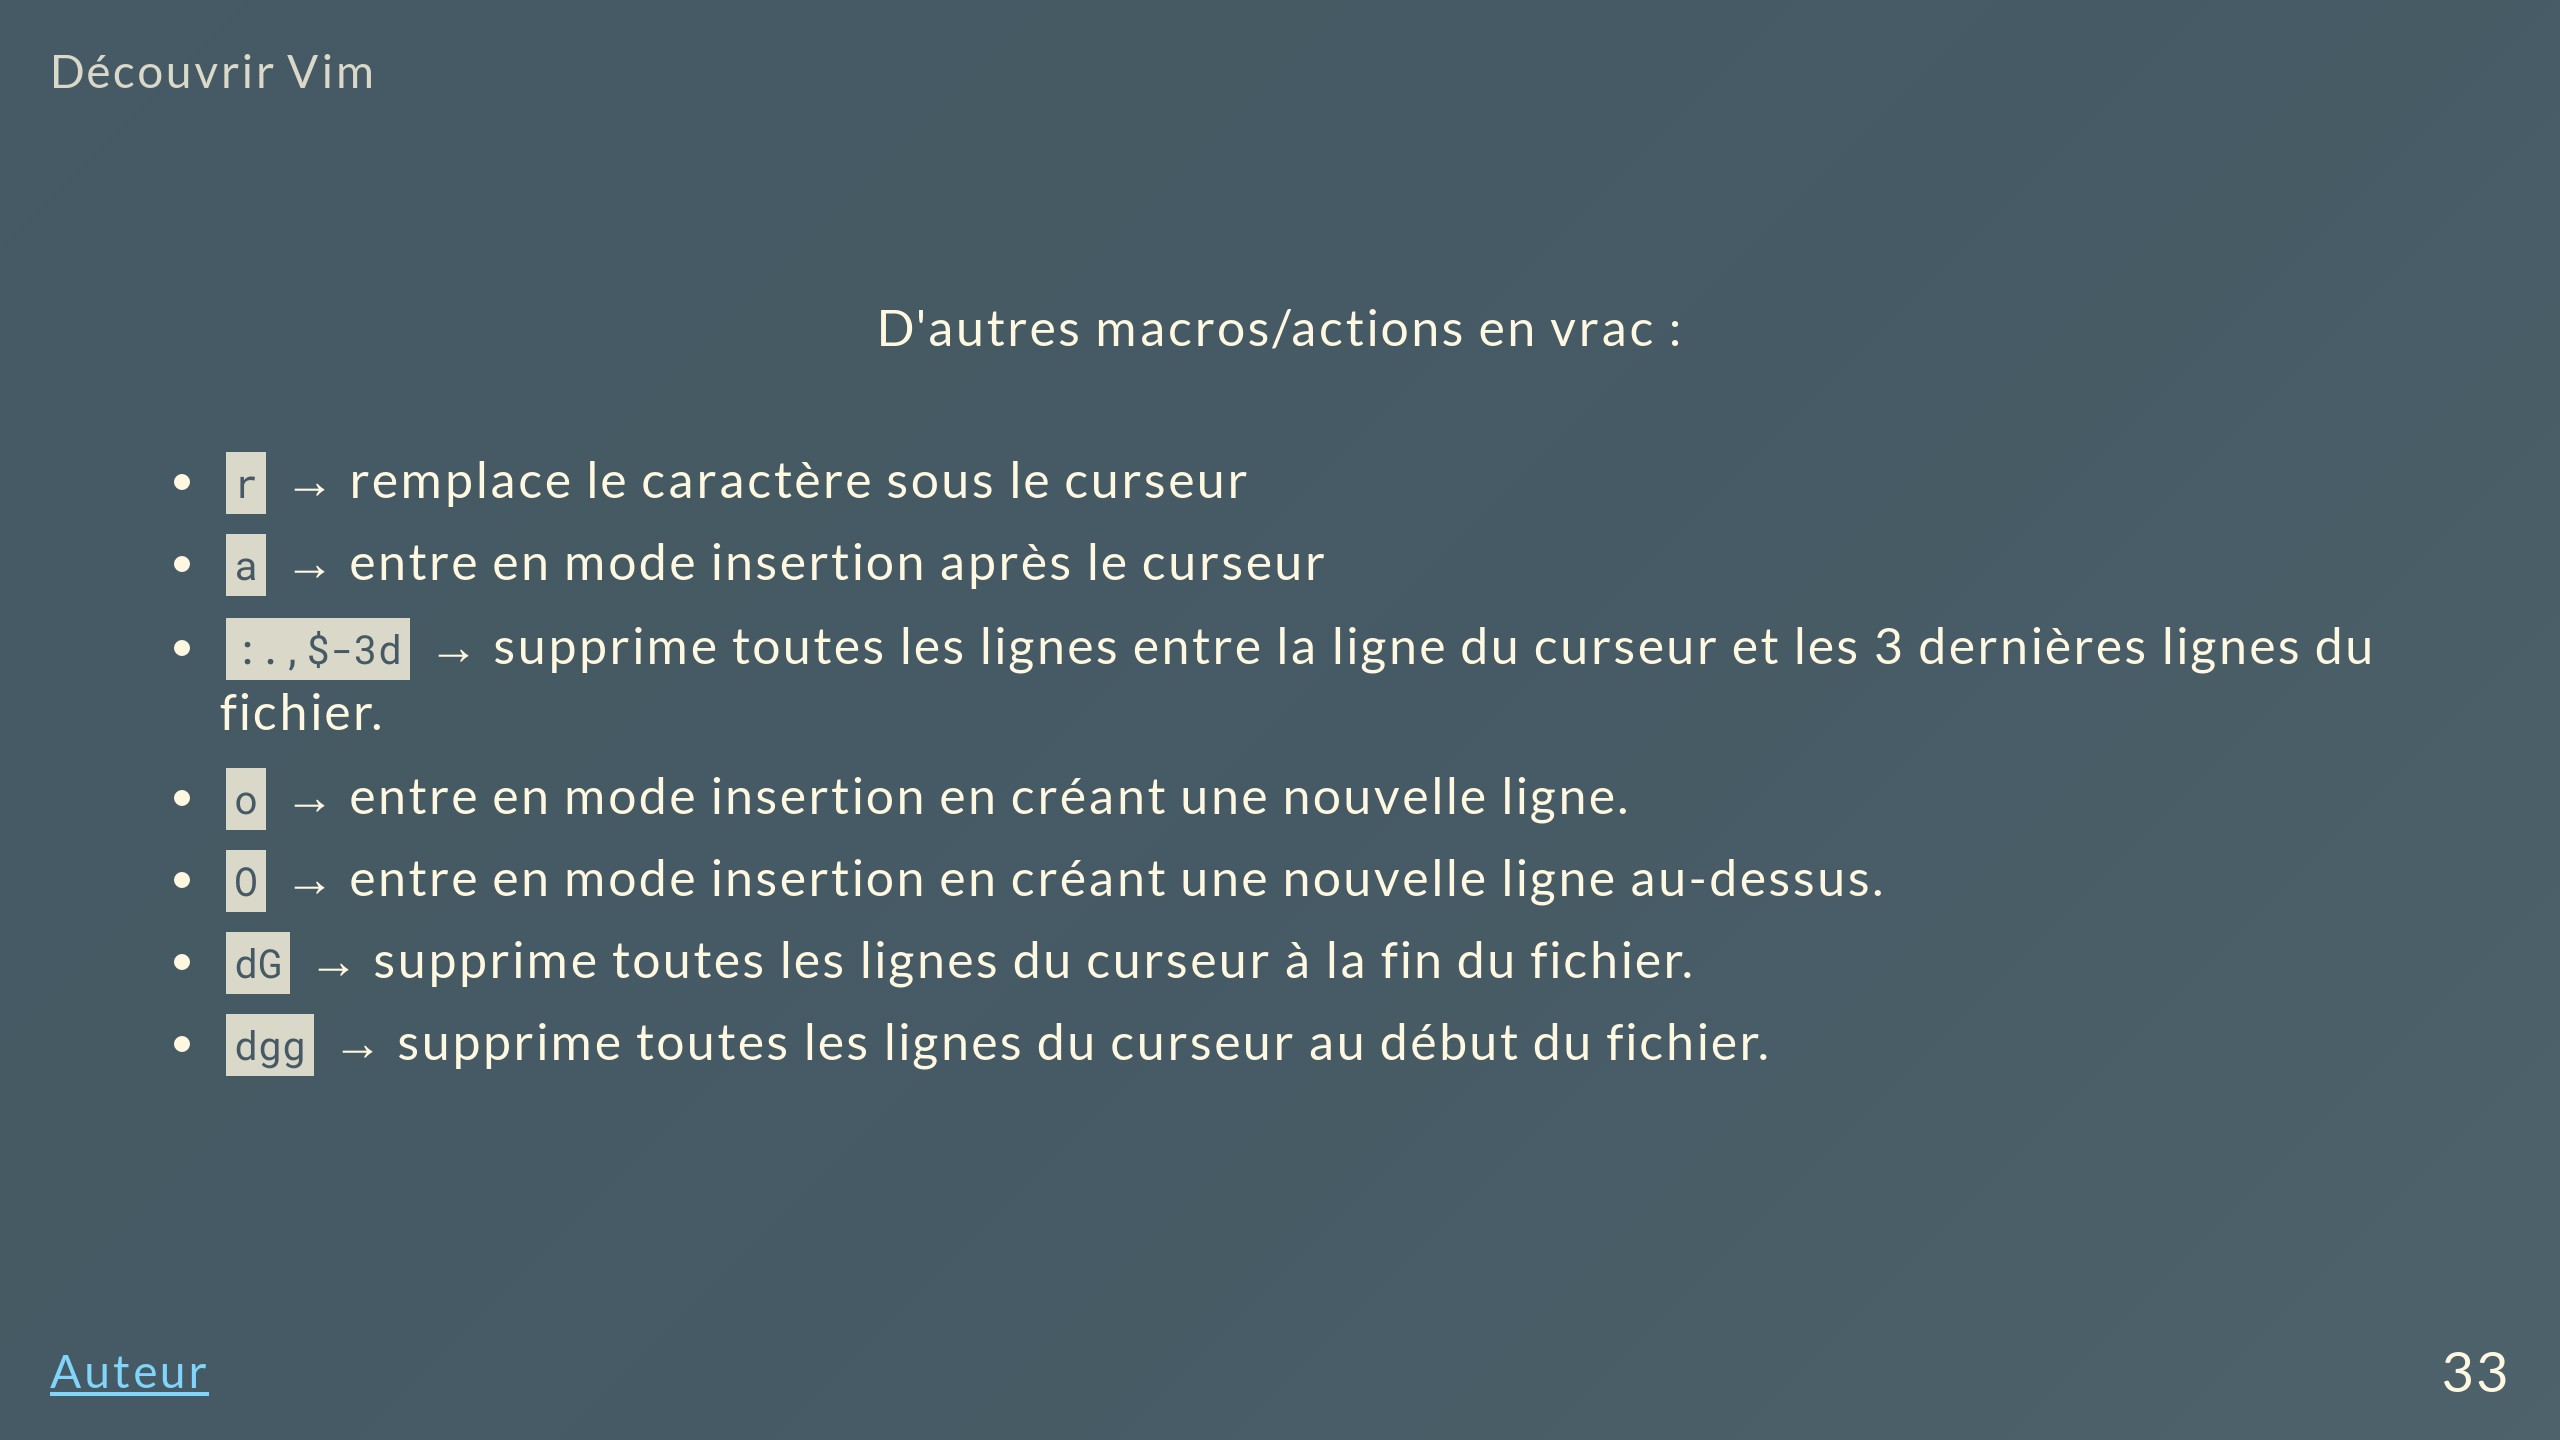 Découvrir Vim
D'autres macros/actions en vrac :
• r → remplace le caractère sous le curseur
• a → entre en mode insertion après le curseur
• :.,$-3d → supprime toutes les lignes entre la ligne du curseur et les 3 dernières lignes du
fichier.
• o → entre en mode insertion en créant une nouvelle ligne.
• O → entre en mode insertion en créant une nouvelle ligne au-dessus.
• dG → supprime toutes les lignes du curseur à la fin du fichier.
• dgg → supprime toutes les lignes du curseur au début du fichier.
Auteur
33